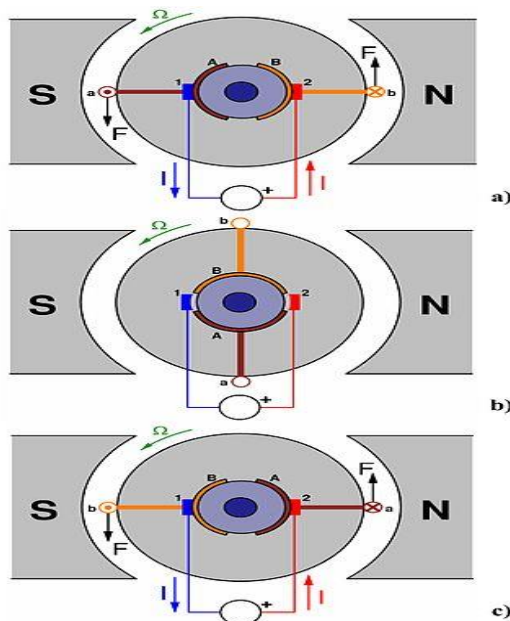 Ω
A B
F
S a 1 2 b N
F
I + I
a)
b
Ω
B
S 1 2 N
A
a
+
b)
Ω
F
B A
S b 1 2 a N
F
I + I
c)